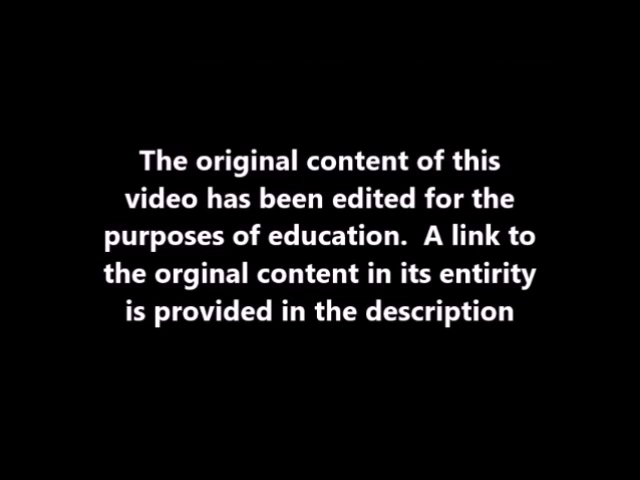 The original content of this
video has been edited for the
purposes of education.  A link to
the orginal content in its entirity
is provided in the description